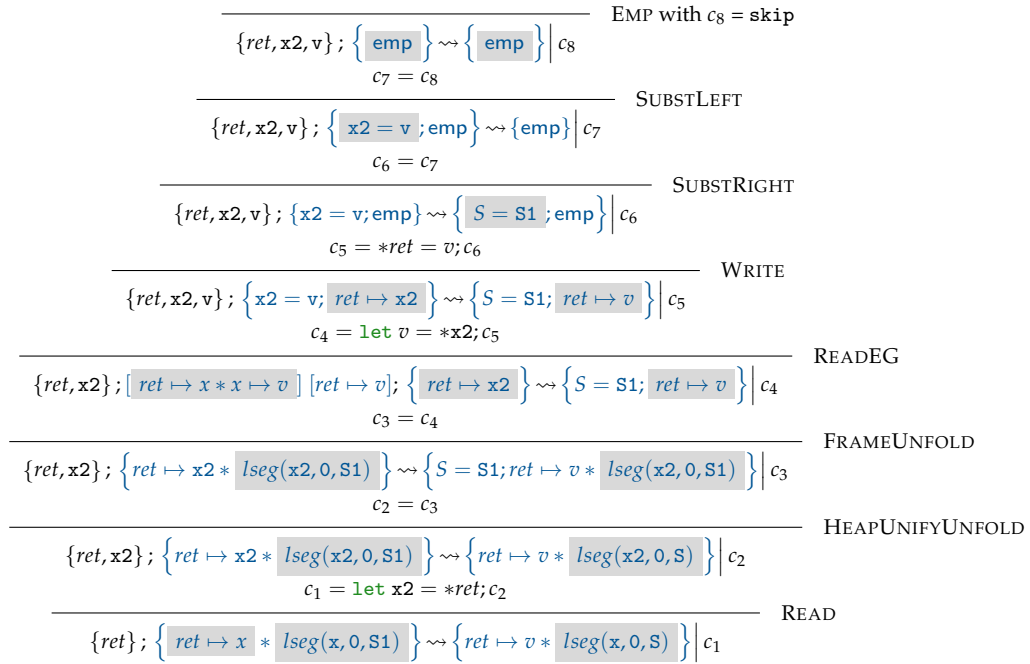 EMP with c₈ = skip
{ret, x2, v} ; { emp } ⇝ { emp } | c₈
c₇ = c₈
SUBSTLEFT
{ret, x2, v} ; { x2 = v ; emp } ⇝ {emp} | c₇
c₆ = c₇
SUBSTRIGHT
{ret, x2, v} ; {x2 = v; emp} ⇝ { S = S1 ; emp } | c₆
c₅ = *ret = v; c₆
WRITE
{ret, x2, v} ; { x2 = v; ret ↦ x2 } ⇝ { S = S1; ret ↦ v } | c₅
c₄ = let v = *x2; c₅
READEG
{ret, x2} ; [ ret ↦ x * x ↦ v ] [ret ↦ v]; { ret ↦ x2 } ⇝ { S = S1; ret ↦ v } | c₄
c₃ = c₄
FRAMEUNFOLD
{ret, x2} ; { ret ↦ x2 * lseg(x2, 0, S1) } ⇝ { S = S1; ret ↦ v * lseg(x2, 0, S1) } | c₃
c₂ = c₃
HEAPUNIFYUNFOLD
{ret, x2} ; { ret ↦ x2 * lseg(x2, 0, S1) } ⇝ { ret ↦ v * lseg(x2, 0, S) } | c₂
c₁ = let x2 = *ret; c₂
READ
{ret} ; { ret ↦ x * lseg(x, 0, S1) } ⇝ { ret ↦ v * lseg(x, 0, S) } | c₁